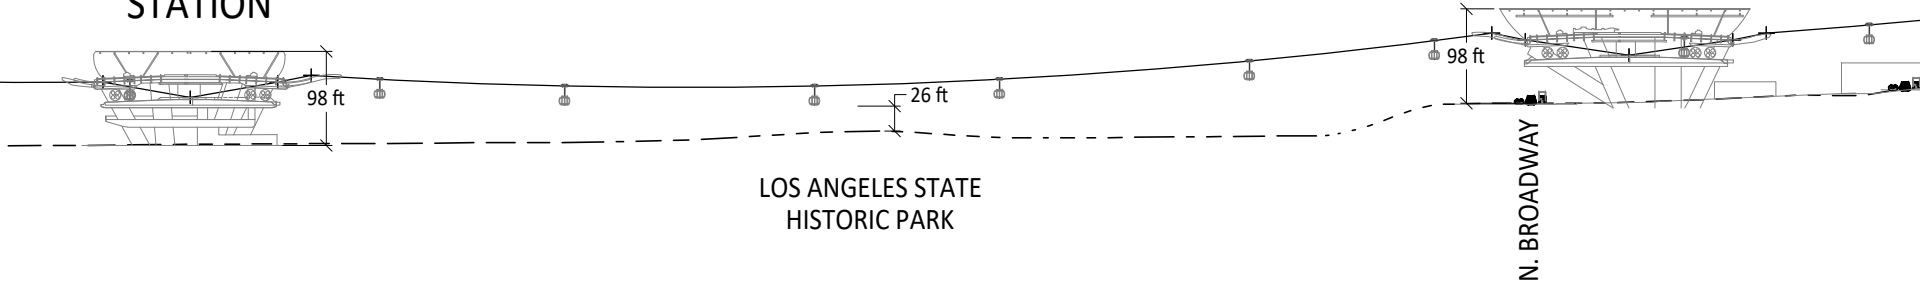 STATION
98 ft
26 ft
98 ft
LOS ANGELES STATE
HISTORIC PARK
N. BROADWAY